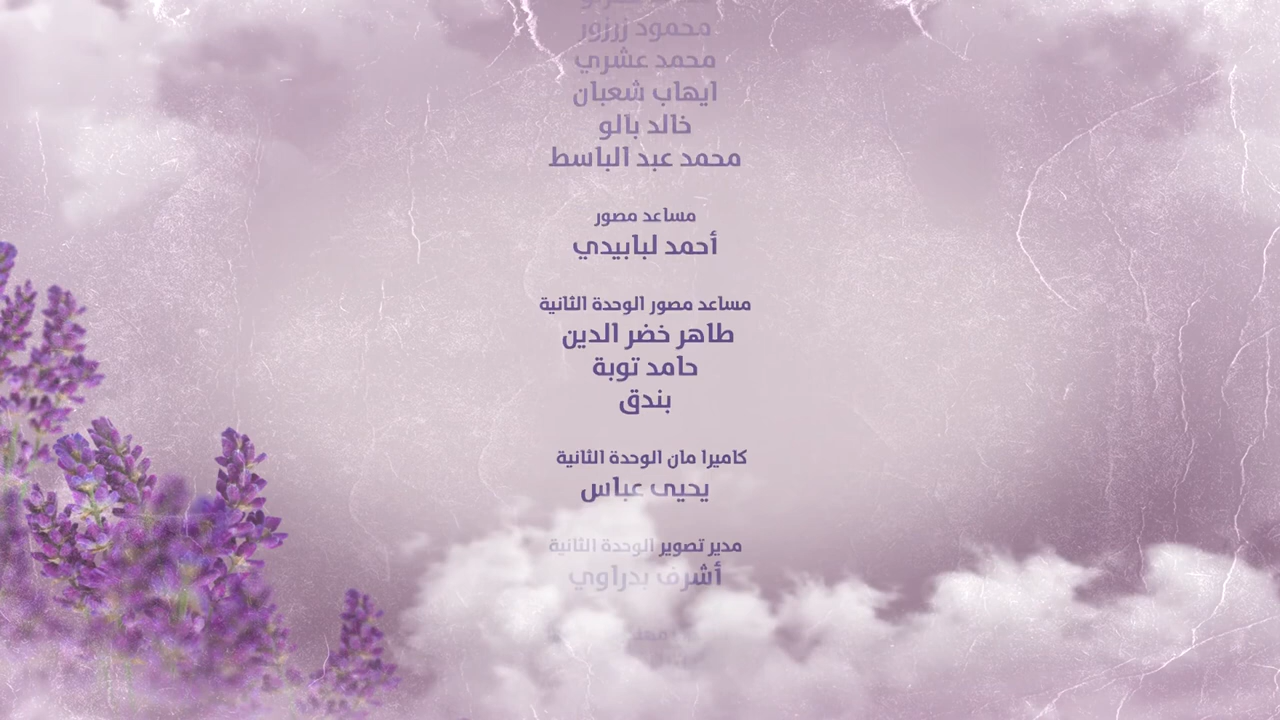 محمود زرزور
محمد عشري
ايهاب شعبان
خالد بالو
محمد عبد الباسط
مساعد مصور
أحمد لبابيدي
مساعد مصور الوحدة الثانية
طاهر خضر الدين
حامد توبة
بندق
كاميرا مان الوحدة الثانية
يحيى عباس
مدير تصوير الوحدة الثانية
أشرف بدراوي